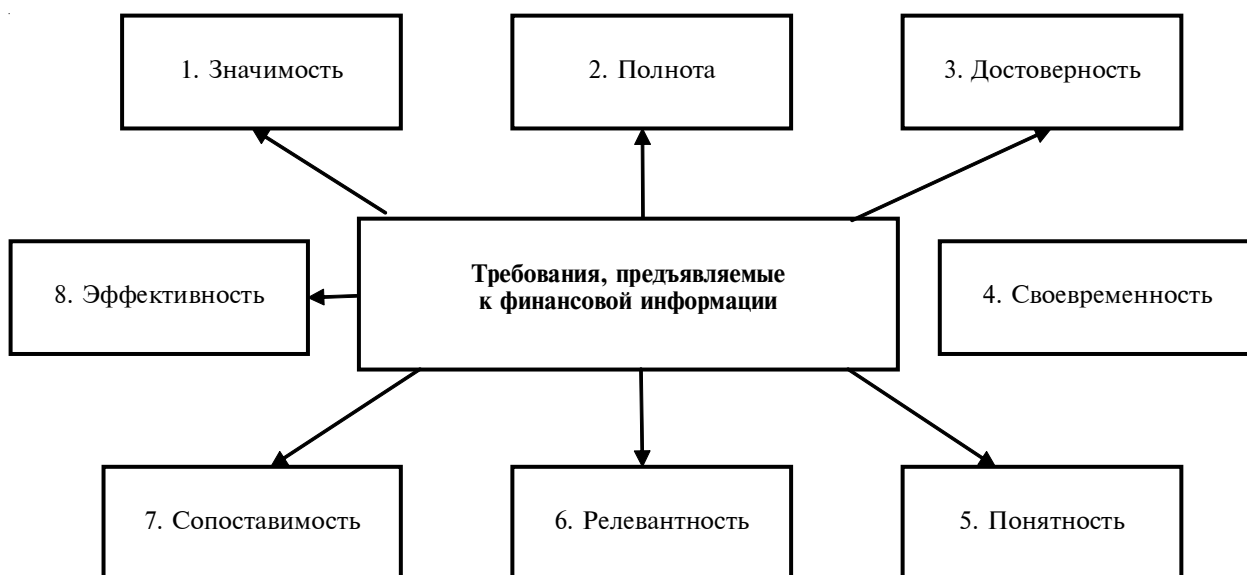 1. Значимость
2. Полнота
3. Достоверность
8. Эффективность
Требования, предъявляемые
к финансовой информации
4. Своевременность
7. Сопоставимость
6. Релевантность
5. Понятность